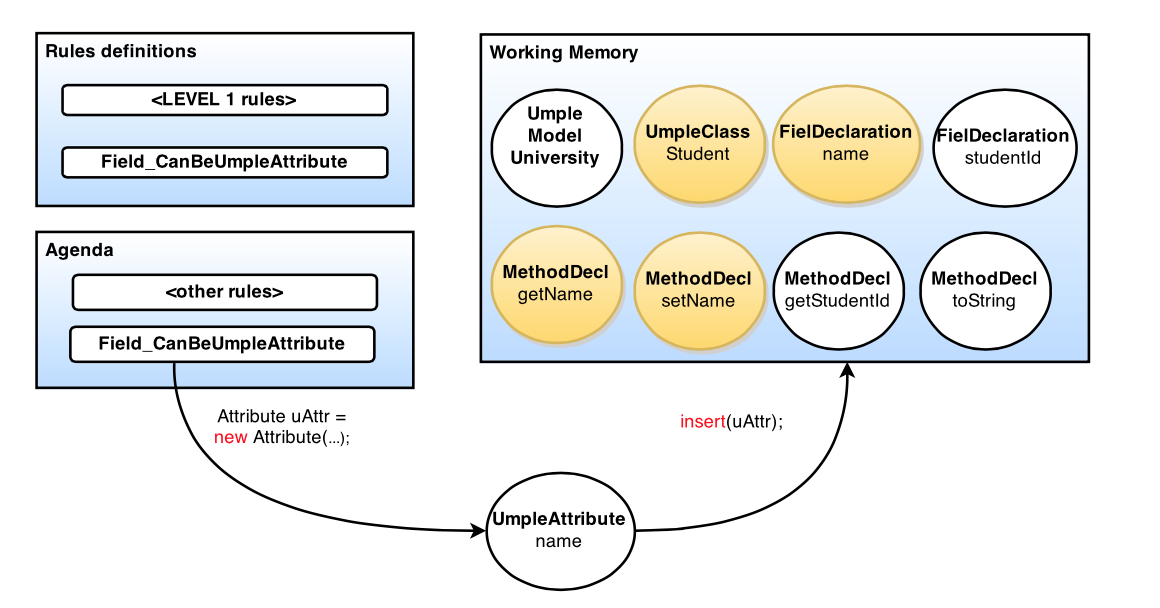 Rules definitions
<LEVEL 1 rules>
Field_CanBeUmpleAttribute
Agenda
<other rules>
Field_CanBeUmpleAttribute
Working Memory
Umple
Model
University
UmpleClass
Student
FielDeclaration
name
FielDeclaration
studentId
MethodDecl
getName
MethodDecl
setName
MethodDecl
getStudentId
MethodDecl
toString
Attribute uAttr =
new Attribute(...);
insert(uAttr);
UmpleAttribute
name